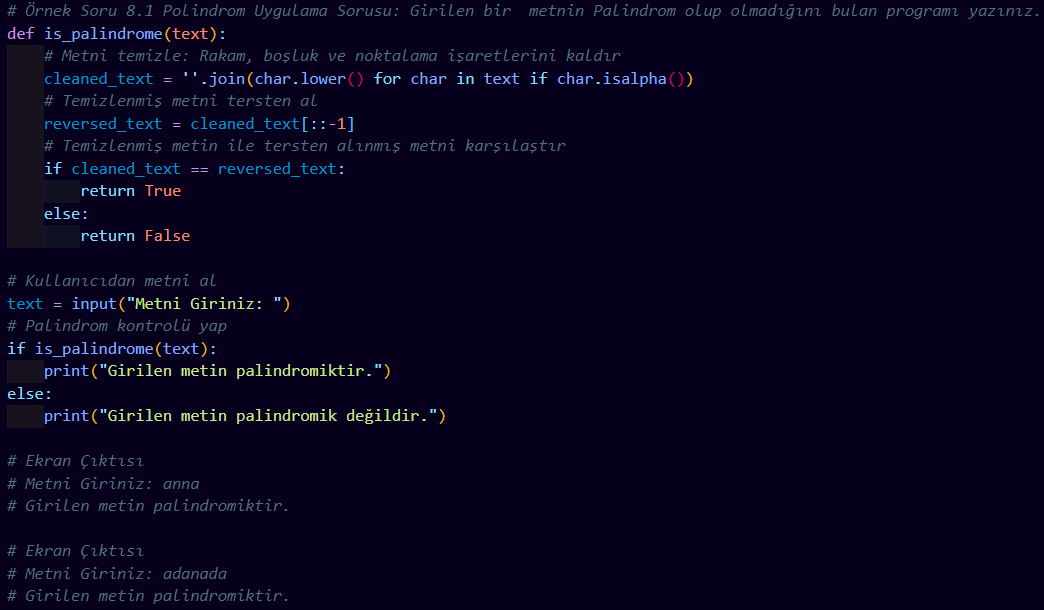 # Örnek Soru 8.1 Polindrom Uygulama Sorusu: Girilen bir  metnin Palindrom olup olmadığını bulan programı yazınız.
def is_palindrome(text):
    # Metni temizle: Rakam, boşluk ve noktalama işaretlerini kaldır
    cleaned_text = ''.join(char.lower() for char in text if char.isalpha())
    # Temizlenmiş metni tersten al
    reversed_text = cleaned_text[::-1]
    # Temizlenmiş metin ile tersten alınmış metni karşılaştır
    if cleaned_text == reversed_text:
        return True
    else:
        return False

# Kullanıcıdan metni al
text = input("Metni Giriniz: ")
# Palindrom kontrolü yap
if is_palindrome(text):
    print("Girilen metin palindromiktir.")
else:
    print("Girilen metin palindromik değildir.")

# Ekran Çıktısı
# Metni Giriniz: anna
# Girilen metin palindromiktir.

# Ekran Çıktısı
# Metni Giriniz: adanada
# Girilen metin palindromiktir.